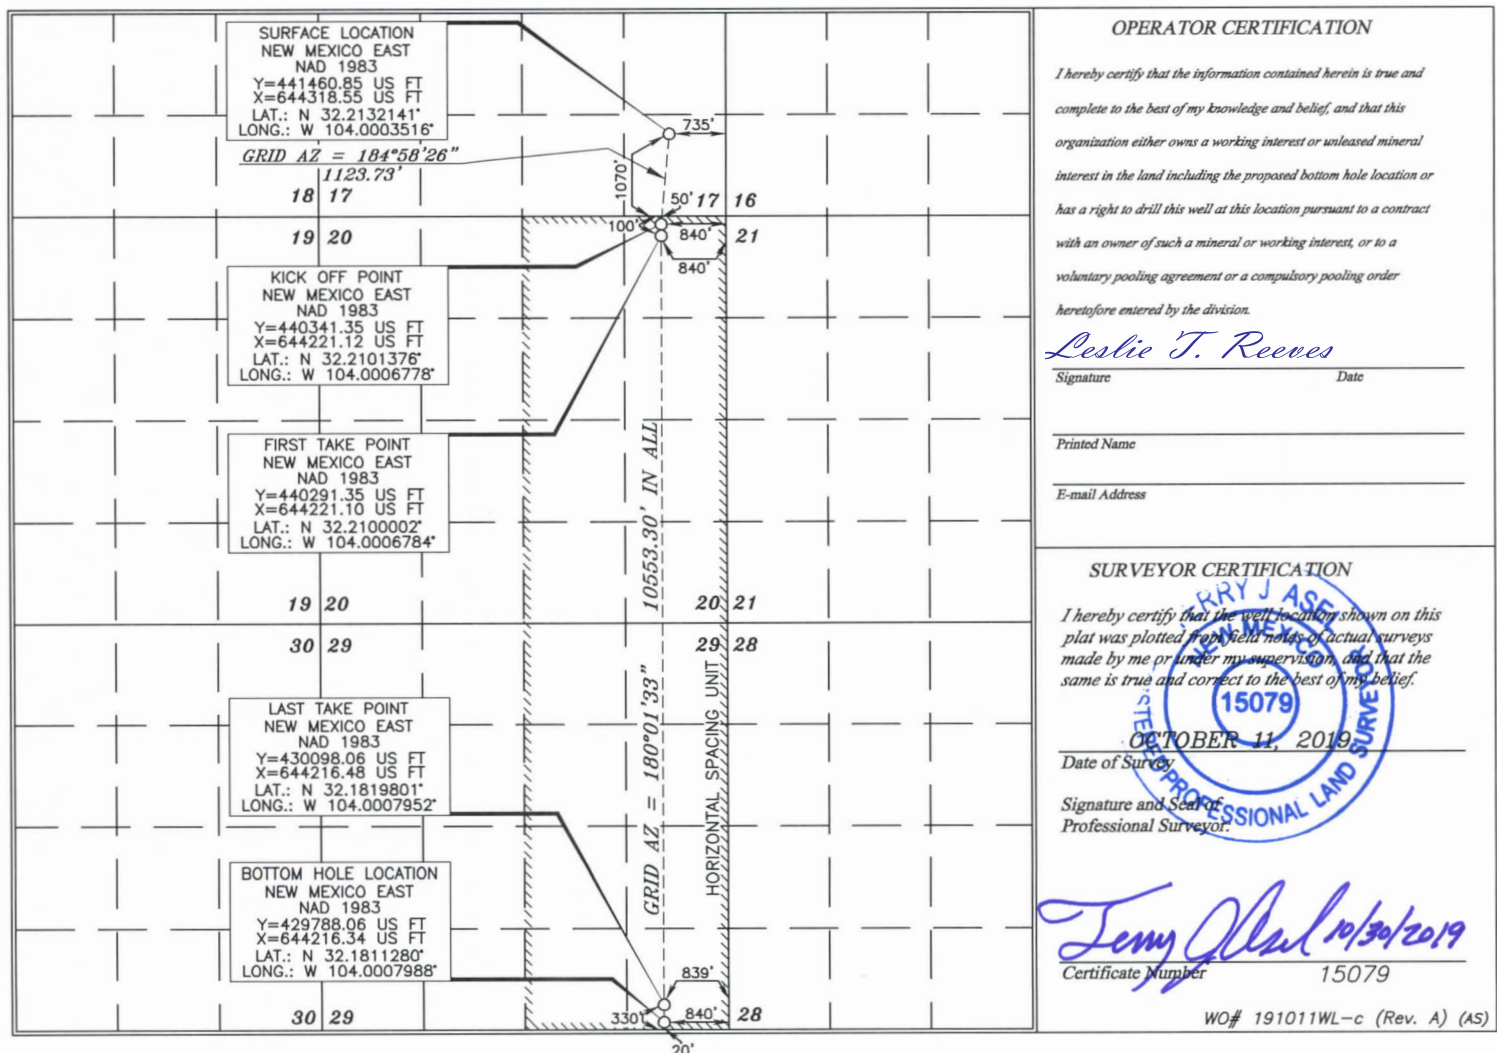 SURFACE LOCATION
NEW MEXICO EAST
NAD 1983
Y=441460.85 US FT
X=644318.55 US FT
LAT.: N 32.2132141°
LONG.: W 104.0003516°
GRID AZ = 184°58'26"
1123.73'
735'
1070'
18 17
50' 17 16
100'
840'
19 20
21
840'
KICK OFF POINT
NEW MEXICO EAST
NAD 1983
Y=440341.35 US FT
X=644221.12 US FT
LAT.: N 32.2101376°
LONG.: W 104.0006778°
FIRST TAKE POINT
NEW MEXICO EAST
NAD 1983
Y=440291.35 US FT
X=644221.10 US FT
LAT.: N 32.2100002°
LONG.: W 104.0006784°
GRID AZ = 180°01'33" 10553.30' IN ALL
19 20
20 21
30 29
29 28
HORIZONTAL SPACING UNIT
LAST TAKE POINT
NEW MEXICO EAST
NAD 1983
Y=430098.06 US FT
X=644216.48 US FT
LAT.: N 32.1819801°
LONG.: W 104.0007952°
BOTTOM HOLE LOCATION
NEW MEXICO EAST
NAD 1983
Y=429788.06 US FT
X=644216.34 US FT
LAT.: N 32.1811280°
LONG.: W 104.0007988°
839'
30 29
330'
840'
28
20'
OPERATOR CERTIFICATION
I hereby certify that the information contained herein is true and
complete to the best of my knowledge and belief, and that this
organization either owns a working interest or unleased mineral
interest in the land including the proposed bottom hole location or
has a right to drill this well at this location pursuant to a contract
with an owner of such a mineral or working interest, or to a
voluntary pooling agreement or a compulsory pooling order
heretofore entered by the division.
Leslie T. Reeves
Signature Date
Printed Name
E-mail Address
SURVEYOR CERTIFICATION
I hereby certify that the well location shown on this
plat was plotted from field notes of actual surveys
made by me or under my supervision, and that the
same is true and correct to the best of my belief.
J ASEL
NEW MEXICO
15079
PROFESSIONAL LAND SURVEYOR
OCTOBER 11, 2019
Date of Survey
Signature and Seal of
Professional Surveyor:
Terry J Asel 10/30/2019
Certificate Number 15079
WO# 191011WL-c (Rev. A) (AS)